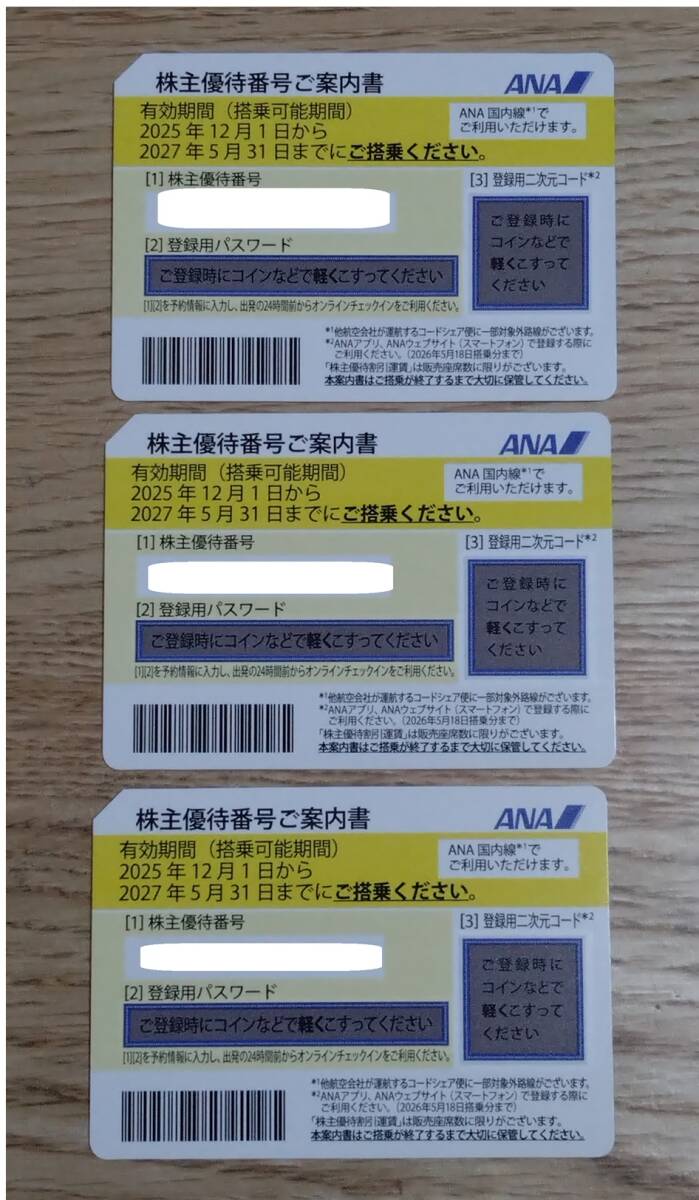 株主優待番号ご案内書
ANA
有効期間（搭乗可能期間）
2025年12月1日から
2027年5月31日までにご搭乗ください。
ANA国内線*1で
ご利用いただけます。
[1] 株主優待番号
[2] 登録用パスワード
ご登録時にコインなどで軽くこすってください
[1][2]を予約情報に入力し、出発の24時間前からオンラインチェックインをご利用ください。
[3] 登録用二次元コード*2
ご登録時に
コインなどで
軽くこすって
ください
*1他航空会社が運航するコードシェア便に一部対象外路線がございます。
*2ANAアプリ、ANAウェブサイト（スマートフォン）で登録する際に
ご利用ください。（2026年5月18日搭乗分まで）
「株主優待割引運賃」は販売座席数に限りがございます。
本案内書はご搭乗が終了するまで大切に保管してください。
株主優待番号ご案内書
ANA
有効期間（搭乗可能期間）
2025年12月1日から
2027年5月31日までにご搭乗ください。
ANA国内線*1で
ご利用いただけます。
[1] 株主優待番号
[2] 登録用パスワード
ご登録時にコインなどで軽くこすってください
[1][2]を予約情報に入力し、出発の24時間前からオンラインチェックインをご利用ください。
[3] 登録用二次元コード*2
ご登録時に
コインなどで
軽くこすって
ください
*1他航空会社が運航するコードシェア便に一部対象外路線がございます。
*2ANAアプリ、ANAウェブサイト（スマートフォン）で登録する際に
ご利用ください。（2026年5月18日搭乗分まで）
「株主優待割引運賃」は販売座席数に限りがございます。
本案内書はご搭乗が終了するまで大切に保管してください。
株主優待番号ご案内書
ANA
有効期間（搭乗可能期間）
2025年12月1日から
2027年5月31日までにご搭乗ください。
ANA国内線*1で
ご利用いただけます。
[1] 株主優待番号
[2] 登録用パスワード
ご登録時にコインなどで軽くこすってください
[1][2]を予約情報に入力し、出発の24時間前からオンラインチェックインをご利用ください。
[3] 登録用二次元コード*2
ご登録時に
コインなどで
軽くこすって
ください
*1他航空会社が運航するコードシェア便に一部対象外路線がございます。
*2ANAアプリ、ANAウェブサイト（スマートフォン）で登録する際に
ご利用ください。（2026年5月18日搭乗分まで）
「株主優待割引運賃」は販売座席数に限りがございます。
本案内書はご搭乗が終了するまで大切に保管してください。